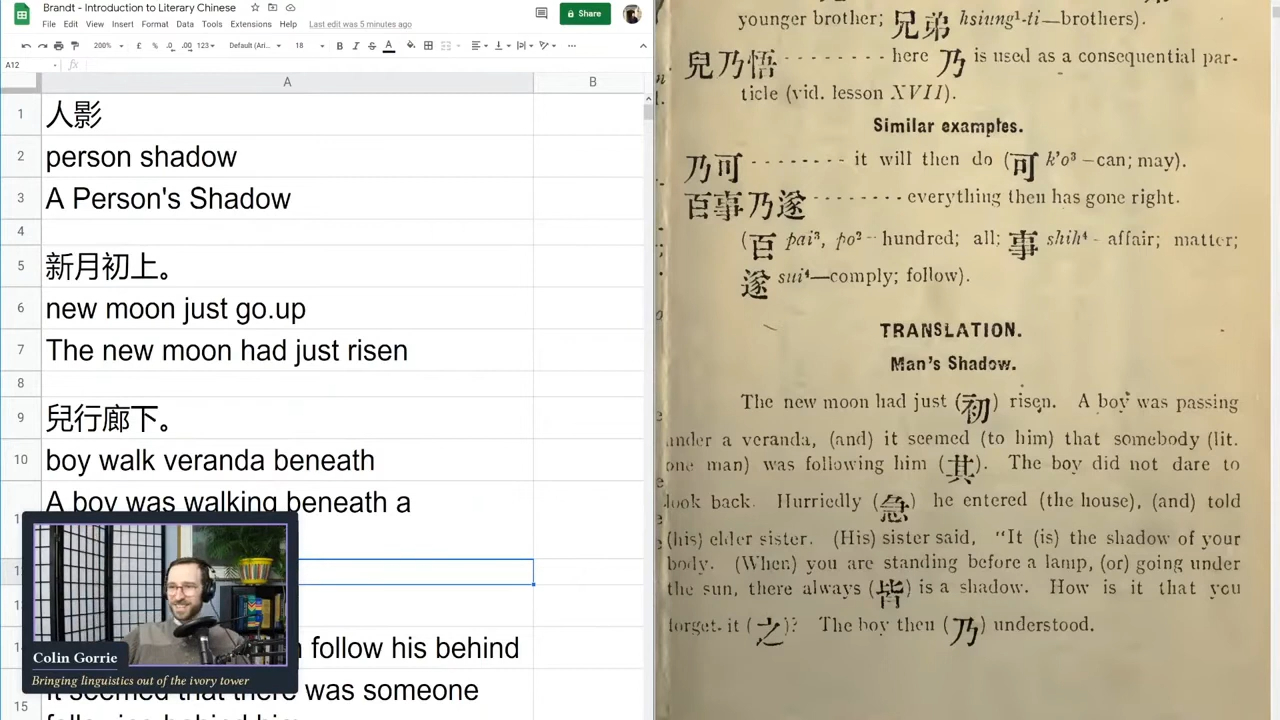 Brandt - Introduction to Literary Chinese
File Edit View Insert Format Data Tools Extensions Help Last edit was 5 minutes ago
Share
200% £ % .0 .00 123 Default (Ari... 18 B I S A
A12 fx
A B
1 人影
2 person shadow
3 A Person's Shadow
4
5 新月初上。
6 new moon just go.up
7 The new moon had just risen
8
9 兒行廊下。
10 boy walk veranda beneath
A boy was walking beneath a
follow his behind
It seemed that there was someone
15
Colin Gorrie
Bringing linguistics out of the ivory tower
younger brother; 兄弟 hsiung¹-ti—brothers).
兒乃悟 - - - - - - - - here 乃 is used as a consequential par-
ticle (vid. lesson XVII).
Similar examples.
乃可 - - - - - - - - it will then do (可 k'o³ – can; may).
百事乃遂 - - - - - - - - everything then has gone right.
(百 pai³, po² – hundred; all; 事 shih⁴ - affair; matter;
遂 sui⁴—comply; follow).
TRANSLATION.
Man's Shadow.
The new moon had just (初) risen. A boy was passing
under a veranda, (and) it seemed (to him) that somebody (lit.
one man) was following him (其). The boy did not dare to
look back. Hurriedly (急) he entered (the house), (and) told
(his) elder sister. (His) sister said, "It (is) the shadow of your
body. (When) you are standing before a lamp, (or) going under
the sun, there always (皆) is a shadow. How is it that you
forget it (之)? The boy then (乃) understood.